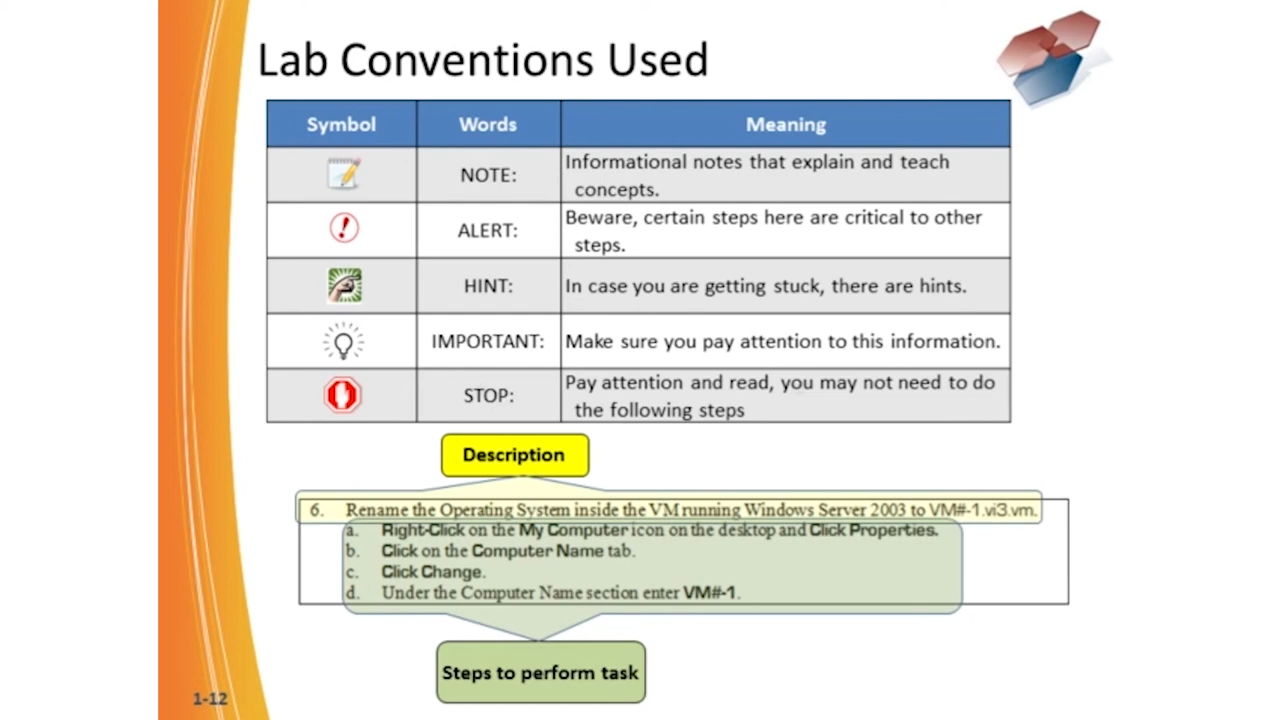 Lab Conventions Used
Symbol Words Meaning
NOTE: Informational notes that explain and teach
concepts.
ALERT: Beware, certain steps here are critical to other
steps.
HINT: In case you are getting stuck, there are hints.
IMPORTANT: Make sure you pay attention to this information.
STOP: Pay attention and read, you may not need to do
the following steps
Description
6. Rename the Operating System inside the VM running Windows Server 2003 to VM#-1.vi3.vm.
a. Right-Click on the My Computer icon on the desktop and Click Properties.
b. Click on the Computer Name tab.
c. Click Change.
d. Under the Computer Name section enter VM#-1.
Steps to perform task
1-12